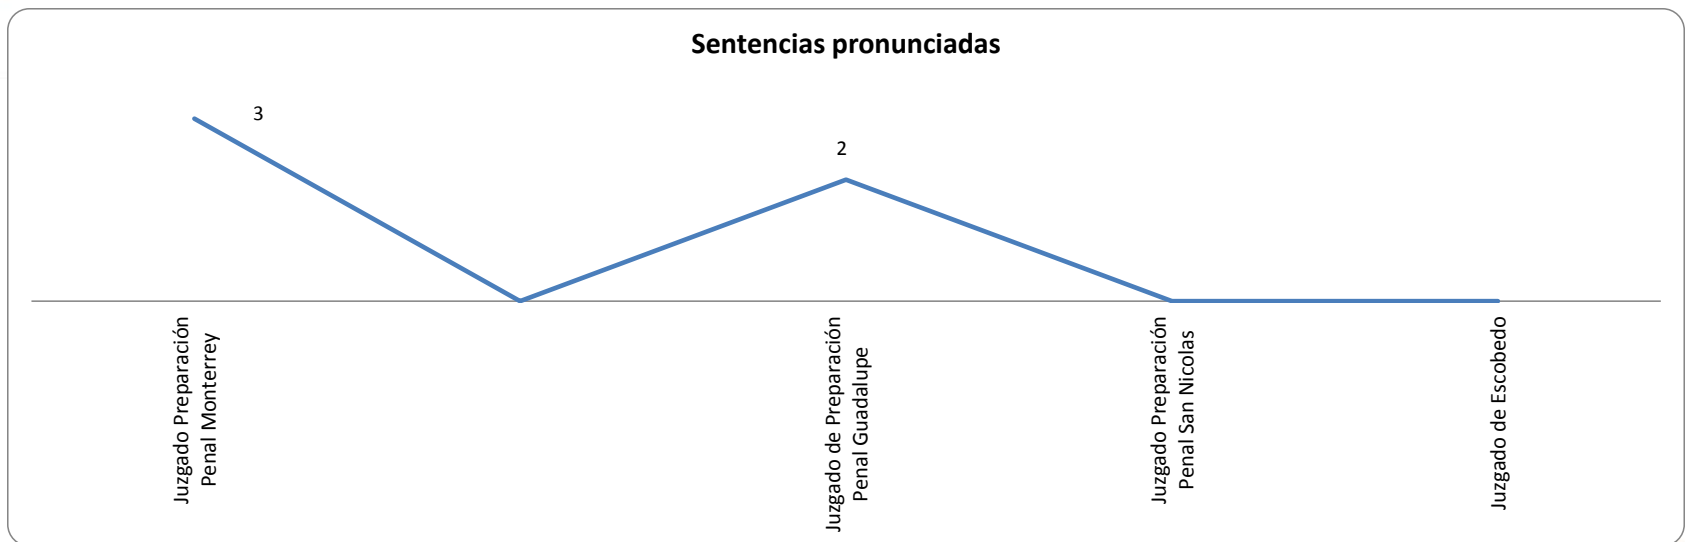 Sentencias pronunciadas
3
2
Juzgado Preparación
Penal Monterrey
Juzgado de Preparación
Penal Guadalupe
Juzgado Preparación
Penal San Nicolas
Juzgado de Escobedo